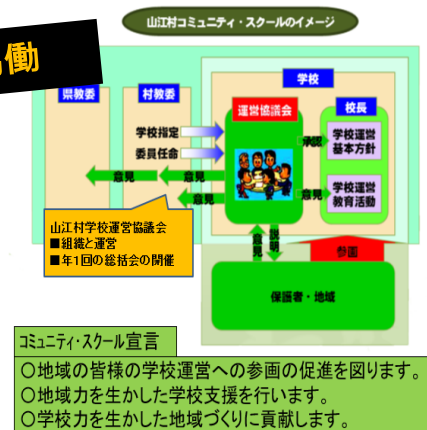 山江村コミュニティ・スクールのイメージ
働
県教委
村教委
学校
運営協議会
校長
学校指定
委員任命
承認
学校運営
基本方針
意見
意見
意見
学校運営
教育活動
意見
山江村学校運営協議会
■組織と運営
■年1回の総括会の開催
意見
説明
参画
保護者・地域
コミュニティ・スクール宣言
○地域の皆様の学校運営への参画の促進を図ります。
○地域力を生かした学校支援を行います。
○学校力を生かした地域づくりに貢献します。